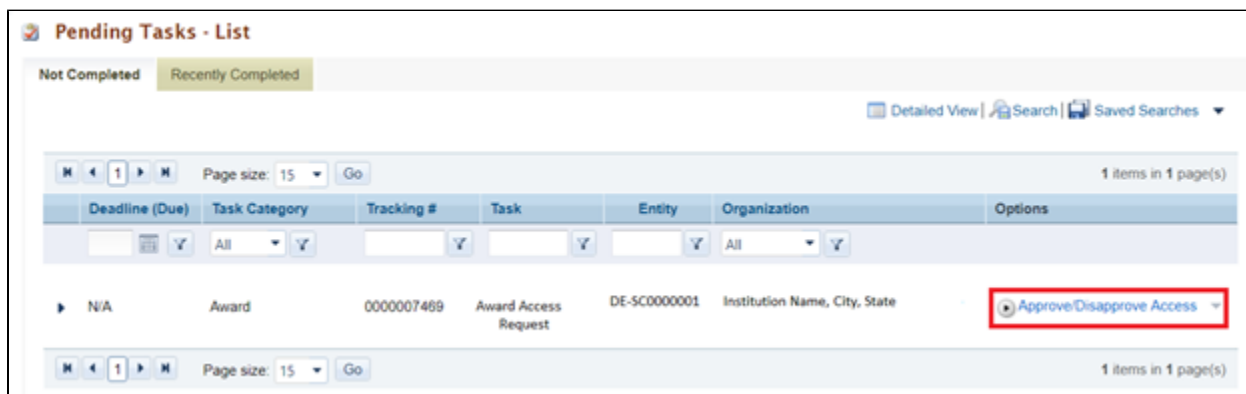 Pending Tasks - List
Not Completed Recently Completed
Detailed View | Search | Saved Searches
1 Page size: 15 Go 1 items in 1 page(s)
Deadline (Due) Task Category Tracking # Task Entity Organization Options
All All
N/A Award 0000007469 Award Access DE-SC0000001 Institution Name, City, State Approve/Disapprove Access
Request
1 Page size: 15 Go 1 items in 1 page(s)